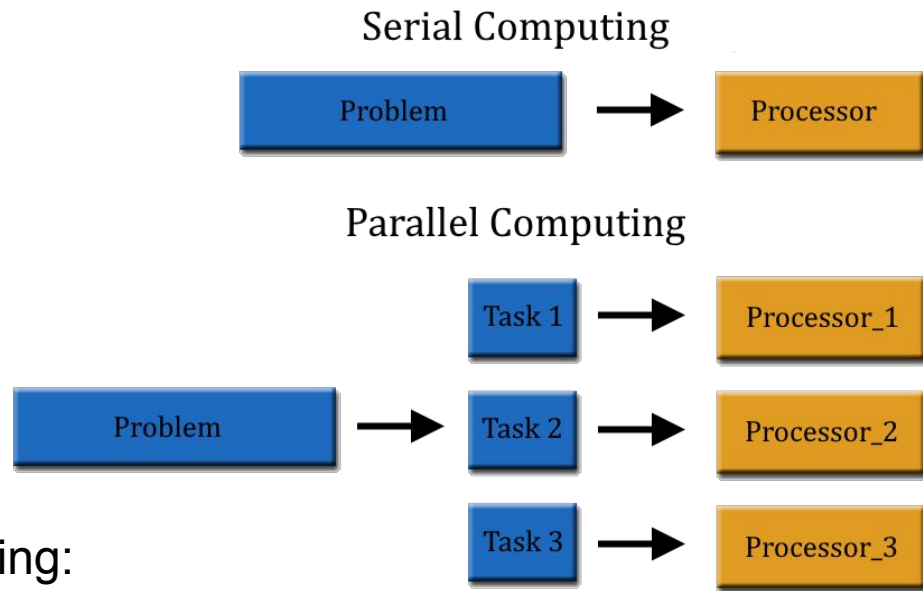 Serial Computing
Problem
Processor
Parallel Computing
Task 1
Processor_1
Problem
Task 2
Processor_2
Task 3
Processor_3
ing: